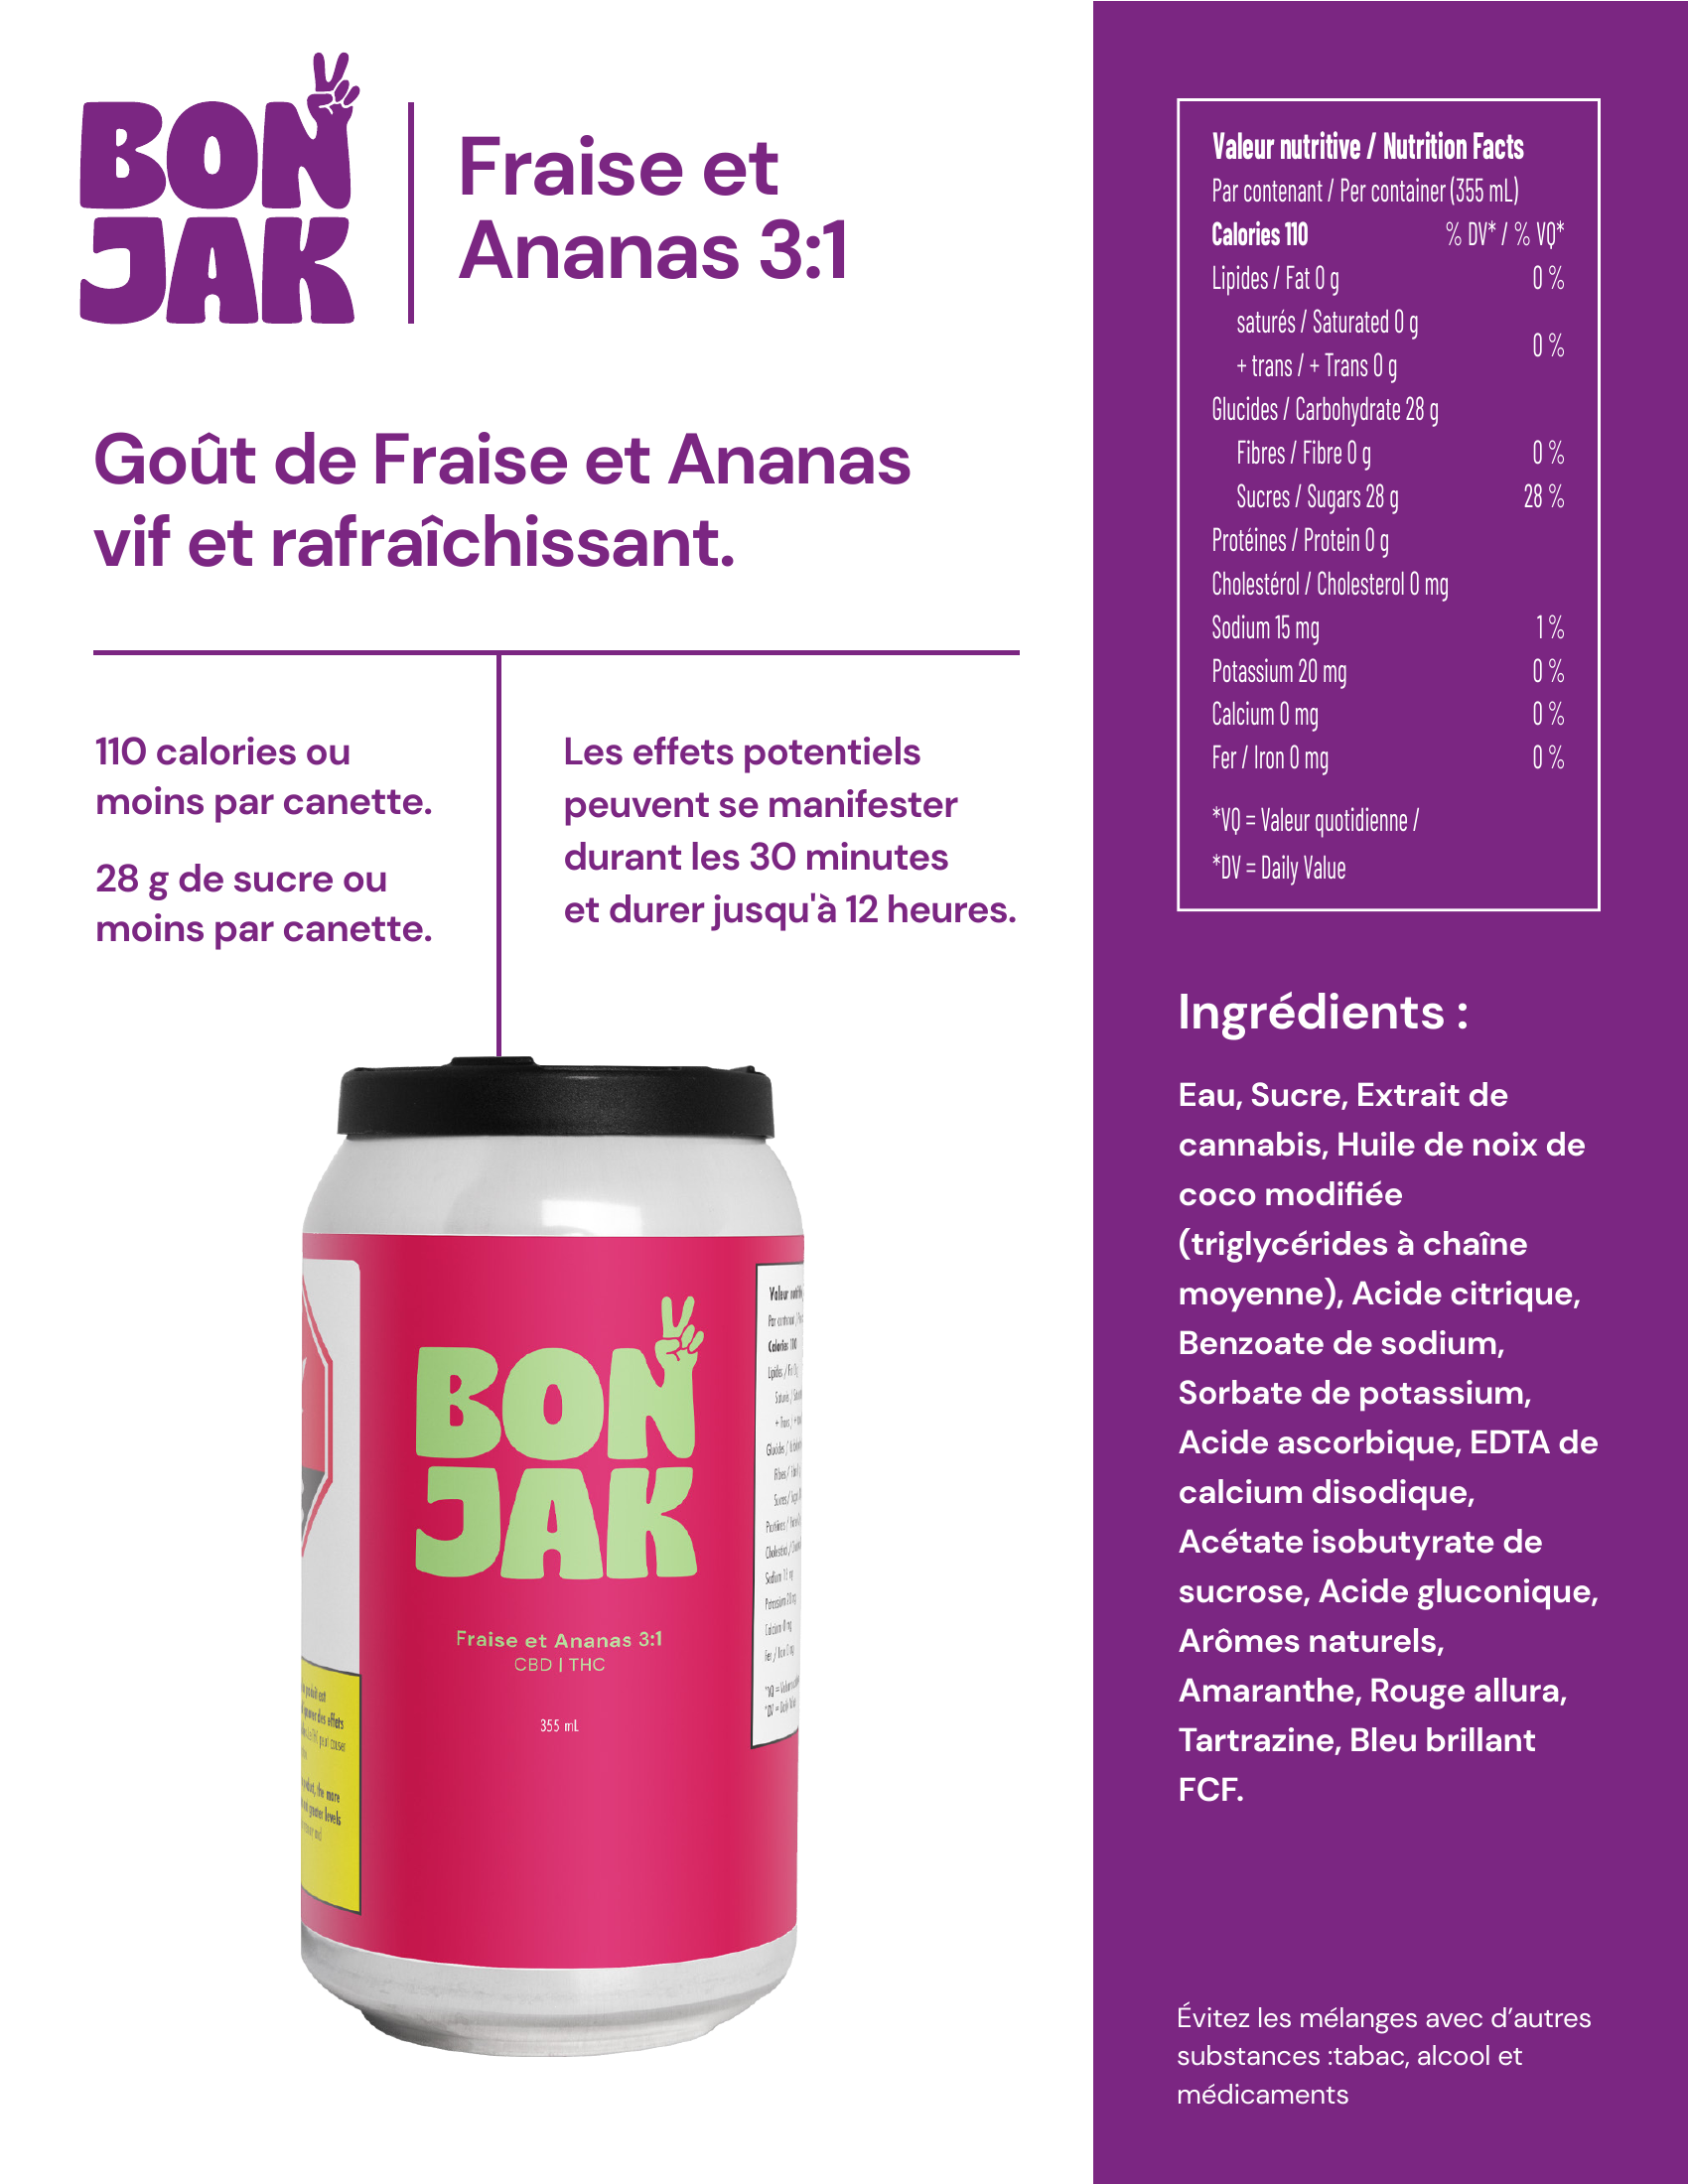 BON
JAK
Fraise et
Ananas 3:1
Goût de Fraise et Ananas
vif et rafraîchissant.
110 calories ou
moins par canette.
28 g de sucre ou
moins par canette.
Les effets potentiels
peuvent se manifester
durant les 30 minutes
et durer jusqu'à 12 heures.
BON
JAK
Fraise et Ananas 3:1
CBD | THC
355 mL
Valeur nutritive / Nutrition Facts
Par contenant / Per container (355 mL)
Calories 110 % DV* / % VQ*
Lipides / Fat 0 g 0 %
saturés / Saturated 0 g
+ trans / + Trans 0 g 0 %
Glucides / Carbohydrate 28 g
Fibres / Fibre 0 g 0 %
Sucres / Sugars 28 g 28 %
Protéines / Protein 0 g
Cholestérol / Cholesterol 0 mg
Sodium 15 mg 1 %
Potassium 20 mg 0 %
Calcium 0 mg 0 %
Fer / Iron 0 mg 0 %
*VQ = Valeur quotidienne /
*DV = Daily Value
Ingrédients :
Eau, Sucre, Extrait de
cannabis, Huile de noix de
coco modifiée
(triglycérides à chaîne
moyenne), Acide citrique,
Benzoate de sodium,
Sorbate de potassium,
Acide ascorbique, EDTA de
calcium disodique,
Acétate isobutyrate de
sucrose, Acide gluconique,
Arômes naturels,
Amaranthe, Rouge allura,
Tartrazine, Bleu brillant
FCF.
Évitez les mélanges avec d’autres
substances :tabac, alcool et
médicaments